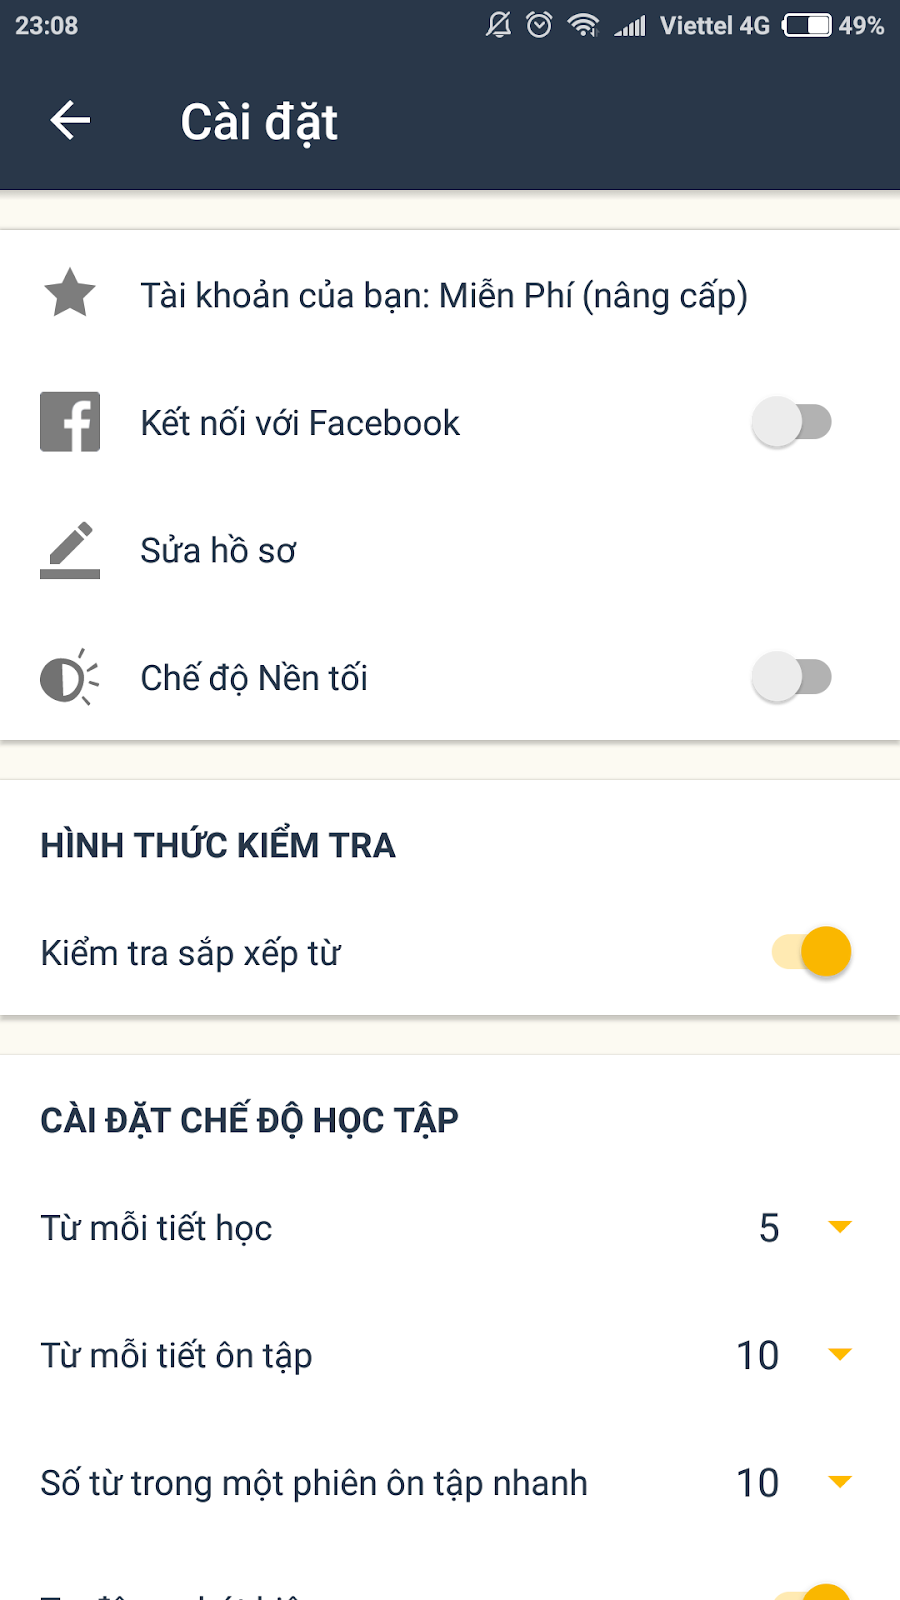 23:08 Viettel 4G 49%
Cài đặt
Tài khoản của bạn: Miễn Phí (nâng cấp)
Kết nối với Facebook
Sửa hồ sơ
Chế độ Nền tối
HÌNH THỨC KIỂM TRA
Kiểm tra sắp xếp từ
CÀI ĐẶT CHẾ ĐỘ HỌC TẬP
Từ mỗi tiết học 5
Từ mỗi tiết ôn tập 10
Số từ trong một phiên ôn tập nhanh 10